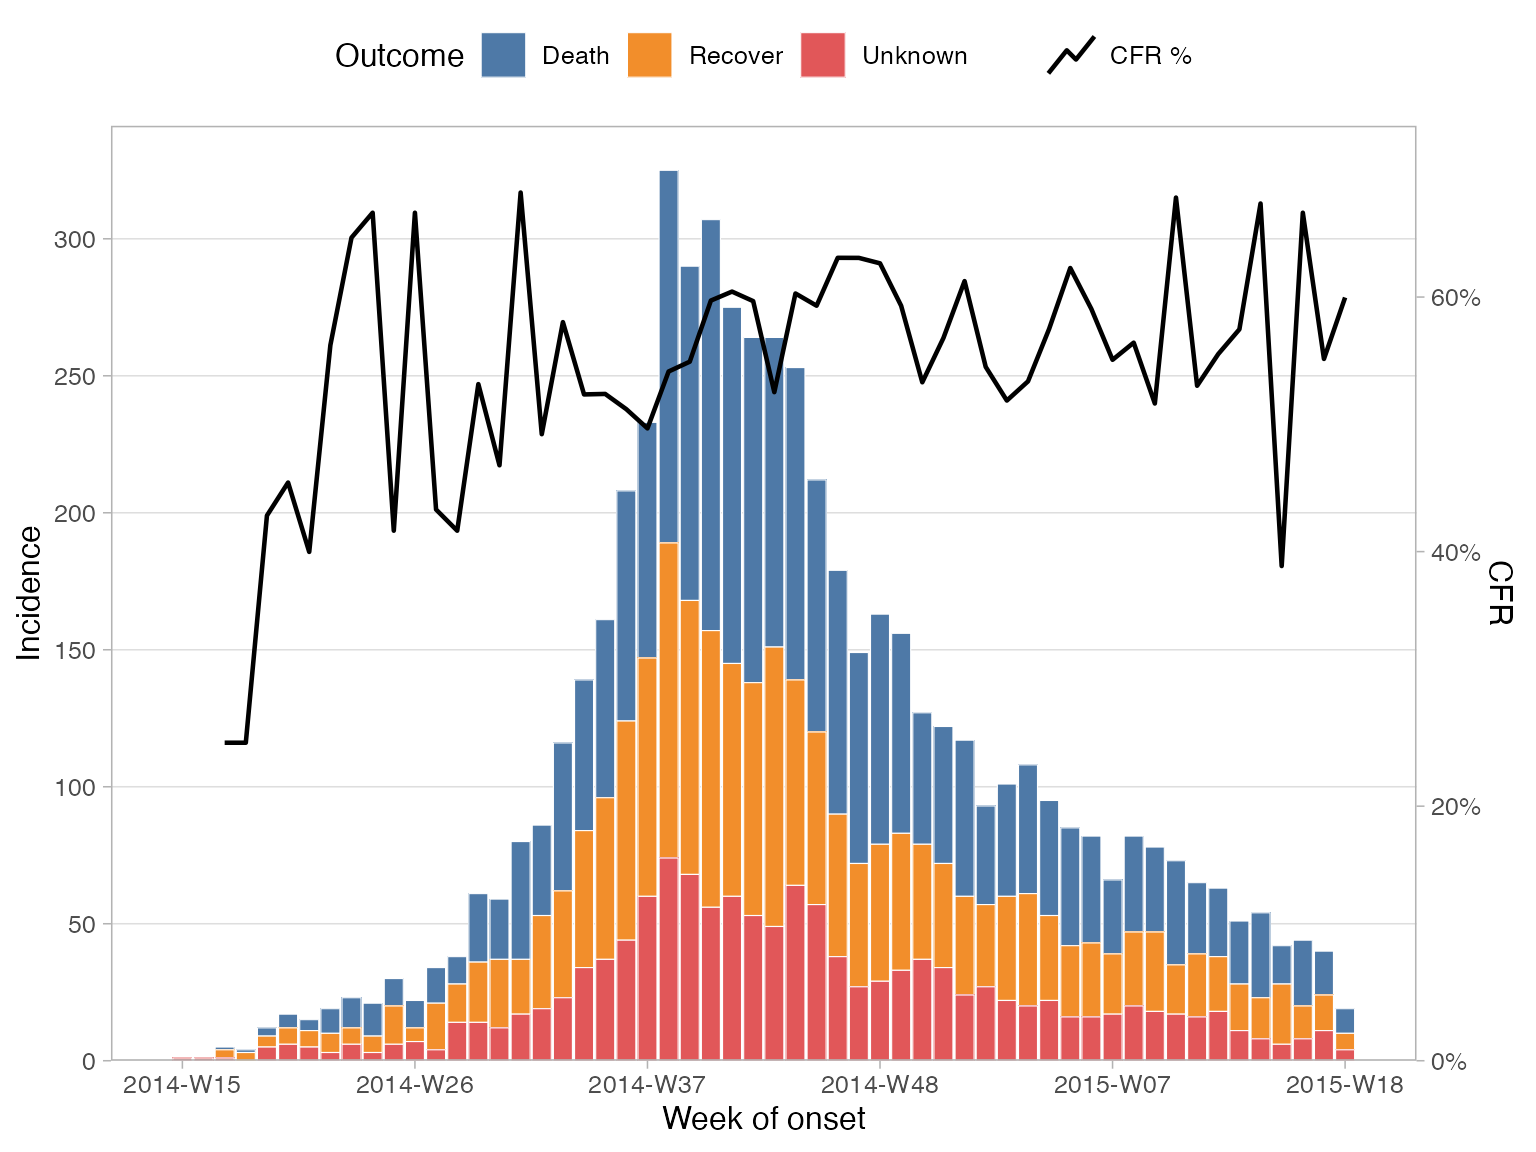 Outcome Death Recover Unknown CFR %
300
250
200
150
100
50
0
Incidence
60%
40%
20%
0%
CFR
2014-W15 2014-W26 2014-W37 2014-W48 2015-W07 2015-W18
Week of onset